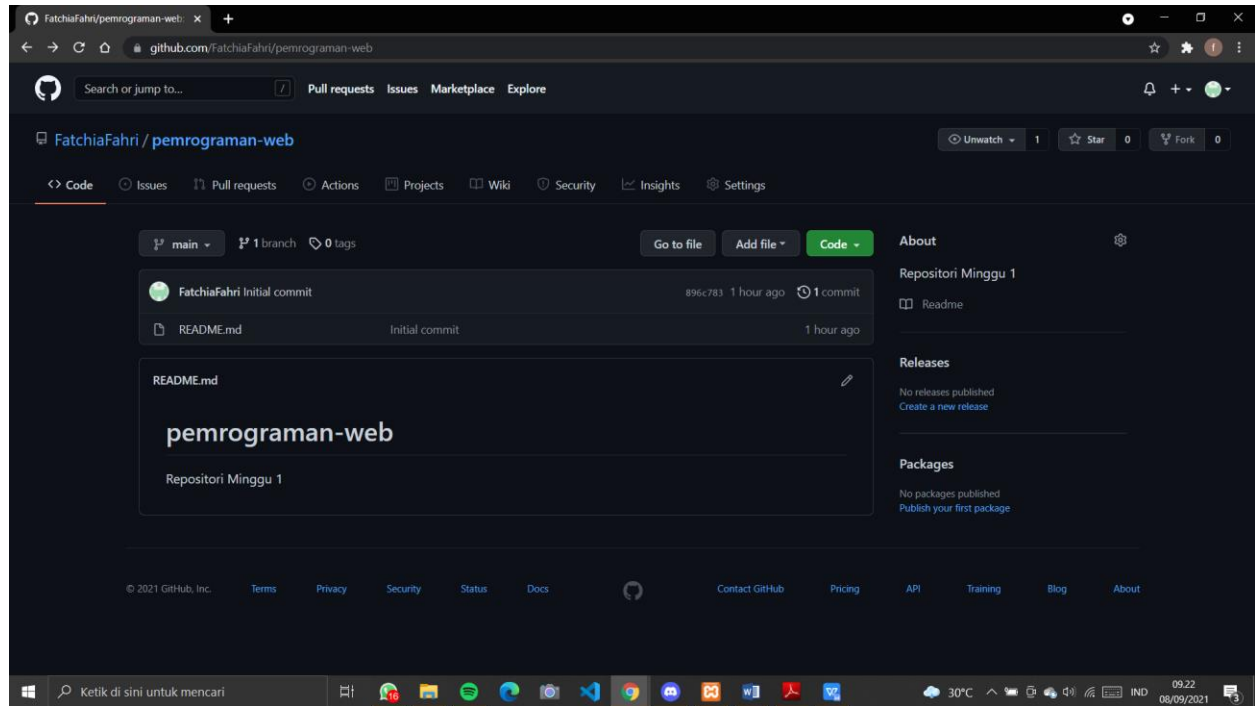 FatchiaFahri/pemrograman-web:
github.com/FatchiaFahri/pemrograman-web
Search or jump to... / Pull requests Issues Marketplace Explore
FatchiaFahri / pemrograman-web Unwatch 1 Star 0 Fork 0
Code Issues Pull requests Actions Projects Wiki Security Insights Settings
main 1 branch 0 tags Go to file Add file Code
FatchiaFahri Initial commit 896c783 1 hour ago 1 commit
README.md Initial commit 1 hour ago
README.md
pemrograman-web
Repositori Minggu 1
About
Repositori Minggu 1
Readme
Releases
No releases published
Create a new release
Packages
No packages published
Publish your first package
© 2021 GitHub, Inc. Terms Privacy Security Status Docs Contact GitHub Pricing API Training Blog About
Ketik di sini untuk mencari 16 30°C IND 09.22
08/09/2021 3